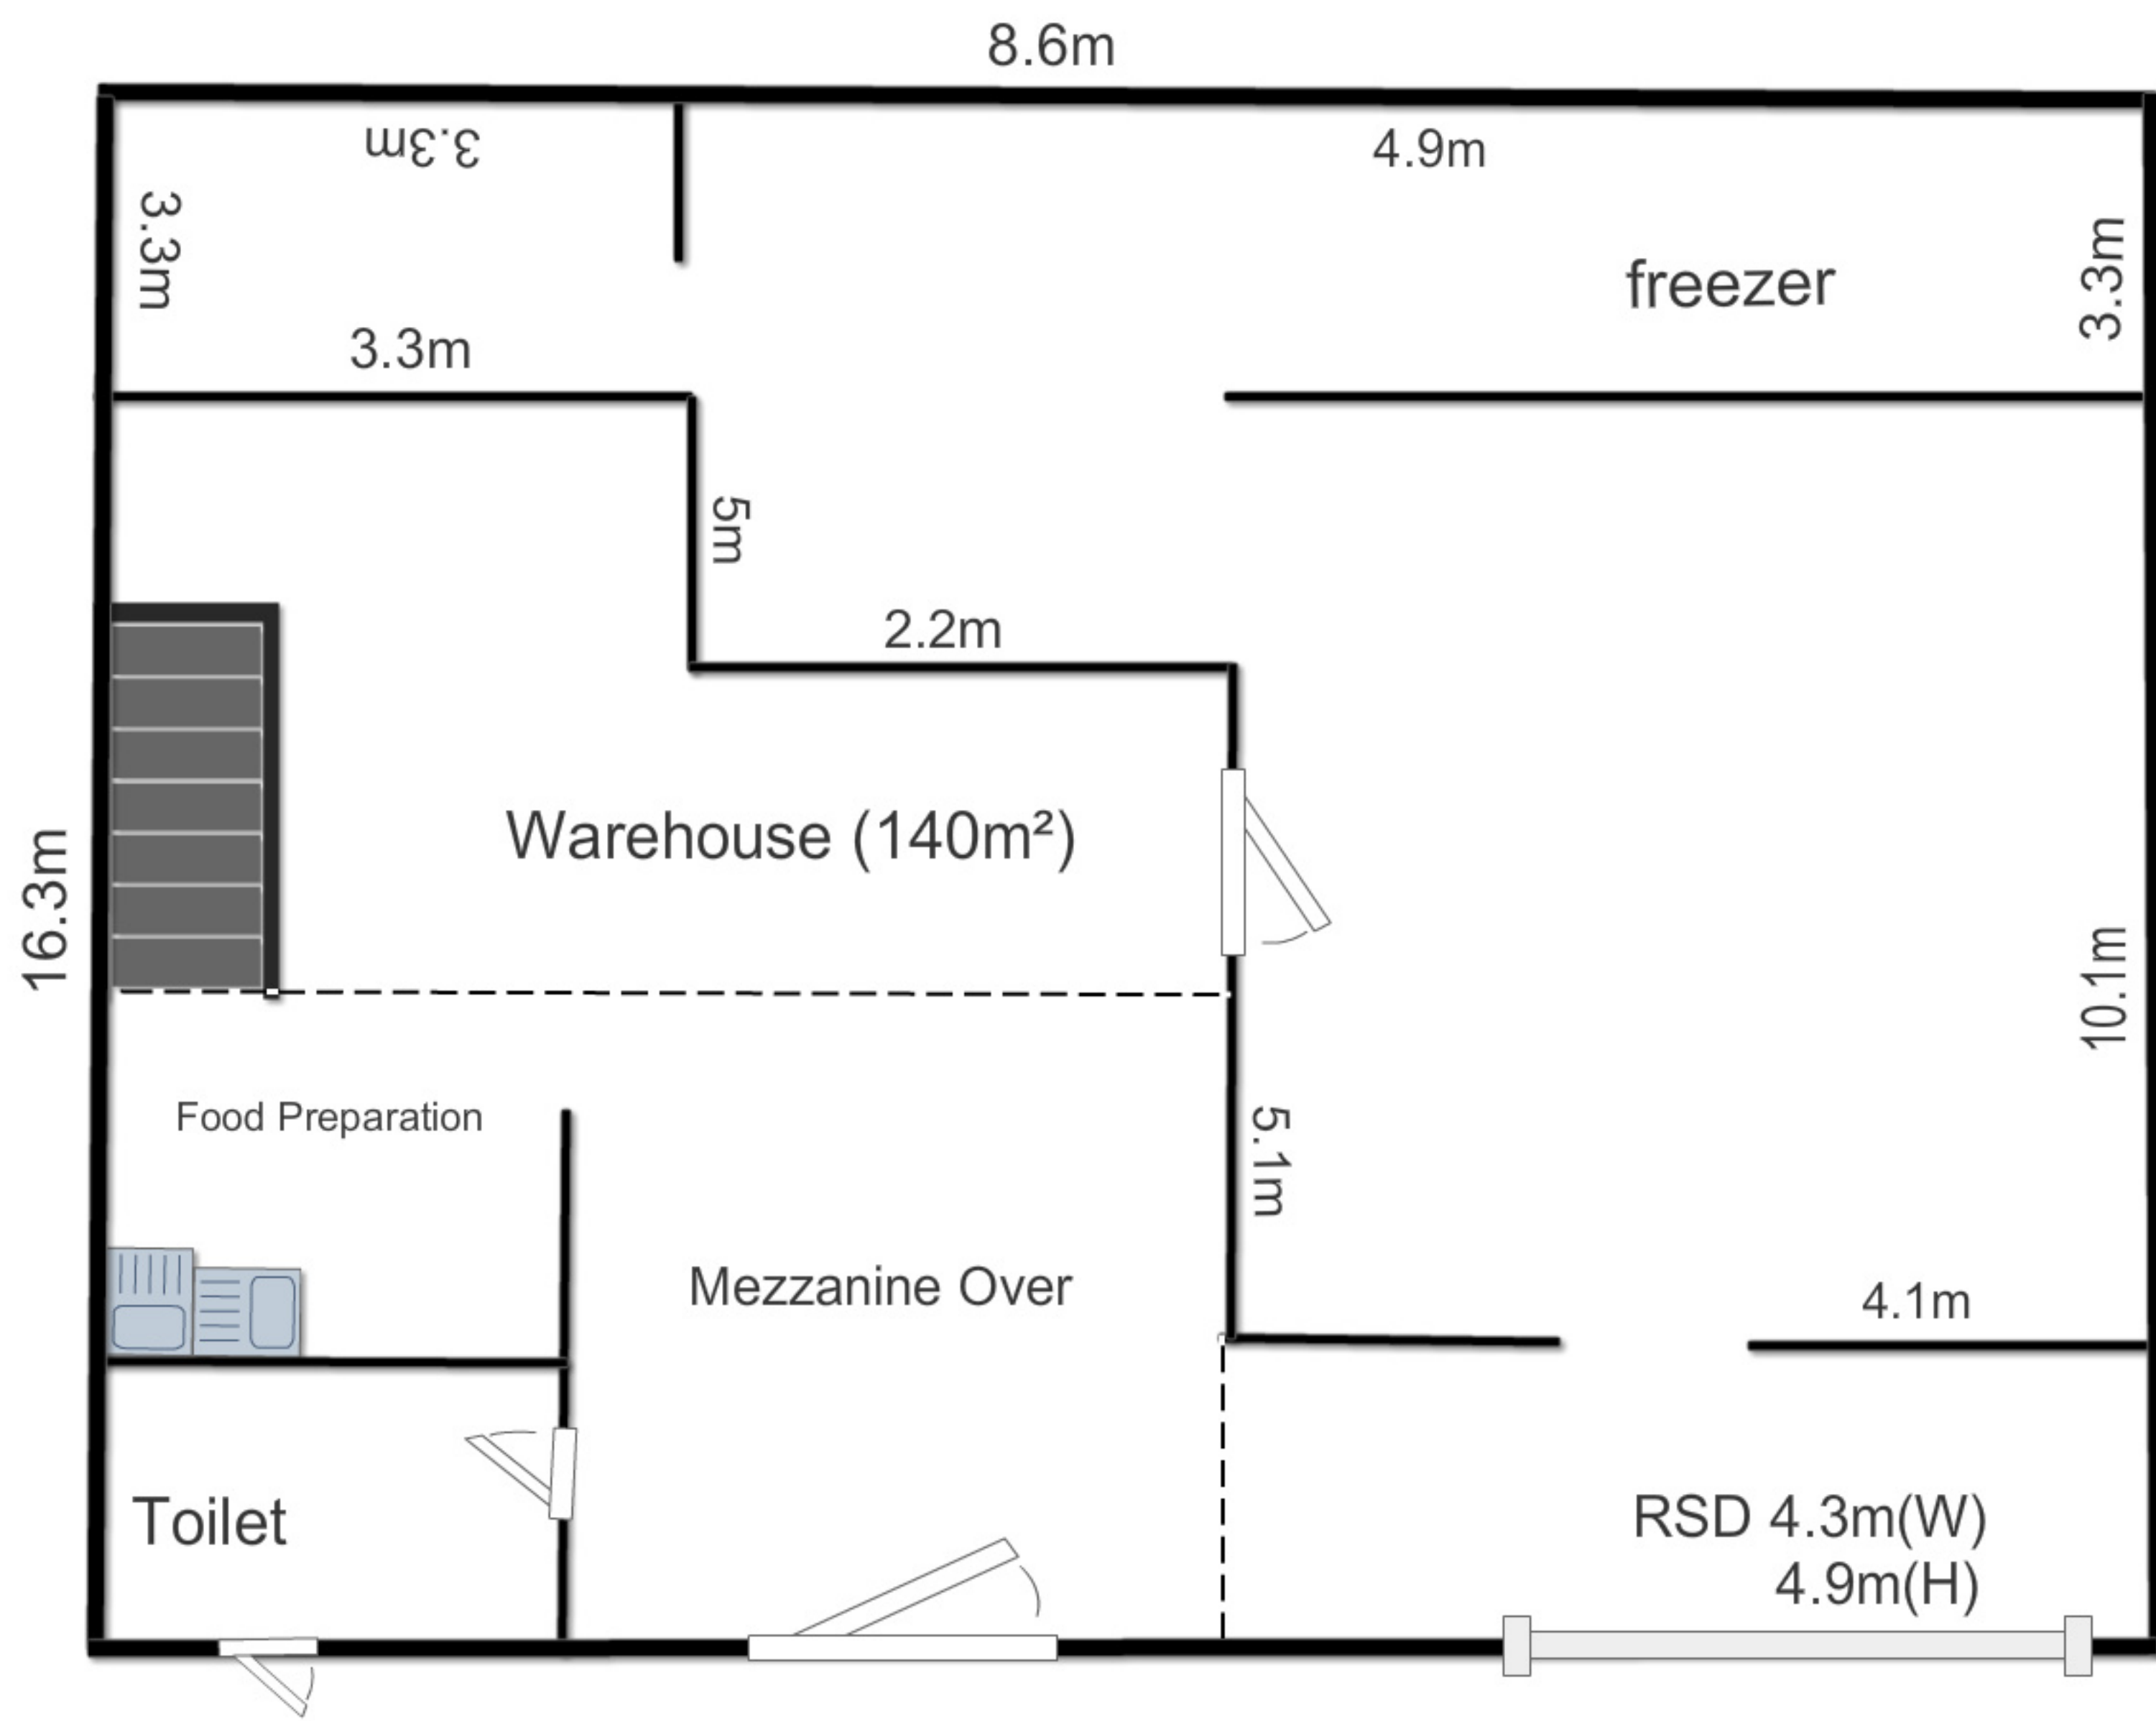 8.6m
3.3m
4.9m
3.3m
freezer
3.3m
3.3m
5m
2.2m
Warehouse (140m²)
16.3m
10.1m
Food Preparation
5.1m
Mezzanine Over
4.1m
Toilet
RSD 4.3m(W)
4.9m(H)